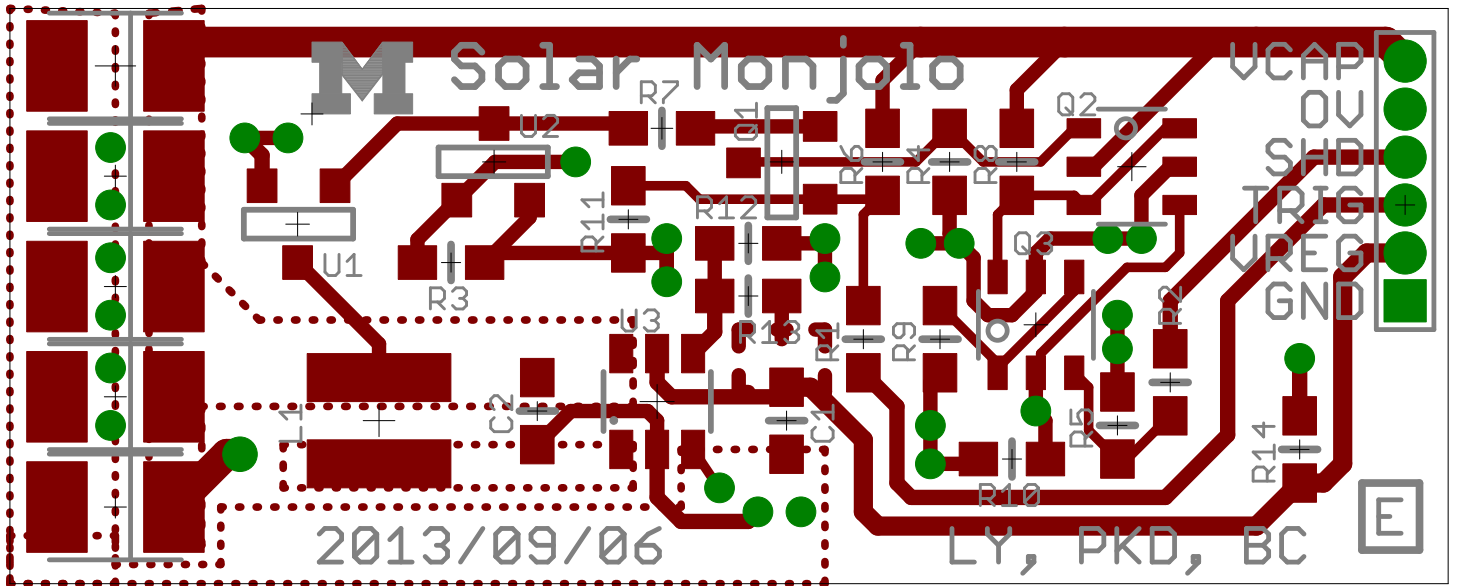 M Solar Monjolo
VCAP
0V
SHD
TRIG
VREG
GND
R7
Q1
Q2
U2
R6
R4
R8
R11
R12
Q3
U1
R3
U3
R13
R1
R9
R2
L1
C2
C1
R5
R14
R10
E
2013/09/06
LY, PKD, BC